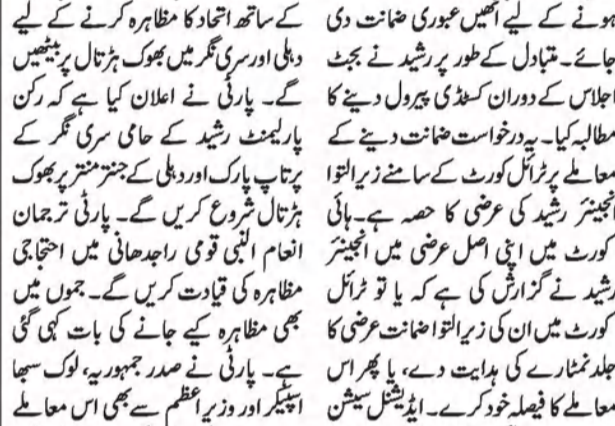 ہونے کے لیے انھیں عبوری ضمانت دی
جائے۔ متبادل کے طور پر رشید نے بجٹ
اجلاس کے دوران کسٹڈی پیرول دینے کا
مطالبہ کیا۔ یہ درخواست ضمانت دینے کے
معاملے پر ٹرائل کورٹ کے سامنے زیر التوا
انجینئر رشید کی عرضی کا حصہ ہے۔ ہائی
کورٹ میں اپنی اصل عرضی میں انجینئر
رشید نے گزارش کی ہے کہ یا تو ٹرائل
کورٹ میں ان کی زیر التوا ضمانت عرضی کا
جلد نمٹارے کی ہدایت دے، یا پھر اس
معاملے کا فیصلہ خود کرے۔ ایڈیشنل سیشن
کے ساتھ اتحاد کا مظاہرہ کرنے کے لیے
دہلی اور سری نگر میں بھوک ہڑتال پر بیٹھیں
گے۔ پارٹی نے اعلان کیا ہے کہ رکن
پارلیمنٹ رشید کے حامی سری نگر کے
پرتاپ پارک اور دہلی کے جنتر منتر پر بھوک
ہڑتال شروع کریں گے۔ پارٹی ترجمان
انعام النبی قومی راجدھانی میں احتجاجی
مظاہرہ کی قیادت کریں گے۔ جموں میں
بھی مظاہرہ کیے جانے کی بات کہی گئی
ہے۔ پارٹی نے صدر جمہوریہ، لوک سبھا
اسپیکر اور وزیر اعظم سے بھی اس معاملے